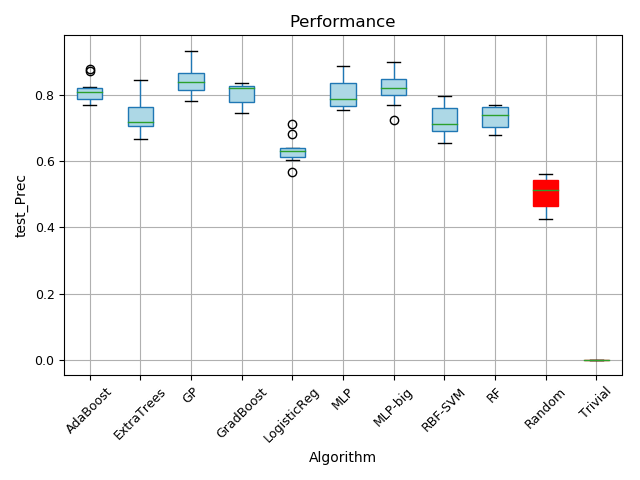 Performance
test_Prec
0.8
0.6
0.4
0.2
0.0
AdaBoost
ExtraTrees
GP
GradBoost
LogisticReg
MLP
MLP-big
RBF-SVM
RF
Random
Trivial
Algorithm